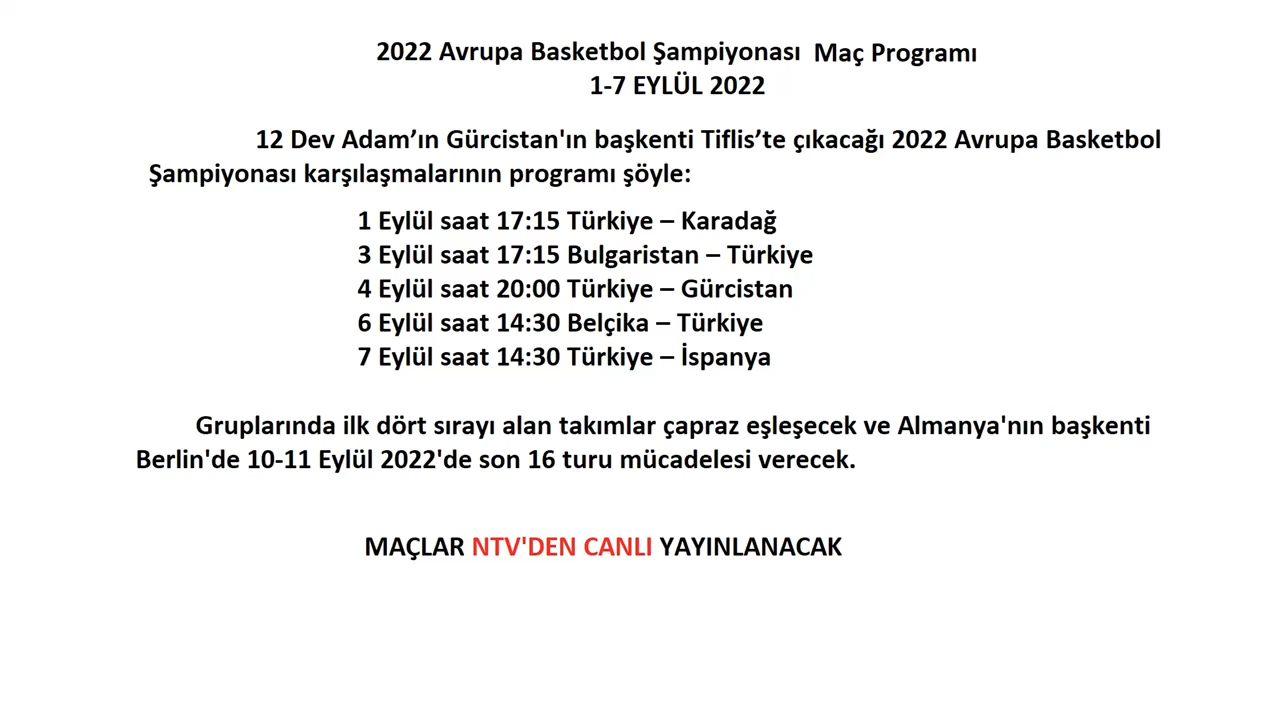 2022 Avrupa Basketbol Şampiyonası Maç Programı
1-7 EYLÜL 2022
12 Dev Adam’ın Gürcistan'ın başkenti Tiflis’te çıkacağı 2022 Avrupa Basketbol
Şampiyonası karşılaşmalarının programı şöyle:
1 Eylül saat 17:15 Türkiye – Karadağ
3 Eylül saat 17:15 Bulgaristan – Türkiye
4 Eylül saat 20:00 Türkiye – Gürcistan
6 Eylül saat 14:30 Belçika – Türkiye
7 Eylül saat 14:30 Türkiye – İspanya
Gruplarında ilk dört sırayı alan takımlar çapraz eşleşecek ve Almanya'nın başkenti
Berlin'de 10-11 Eylül 2022'de son 16 turu mücadelesi verecek.
MAÇLAR NTV'DEN CANLI YAYINLANACAK